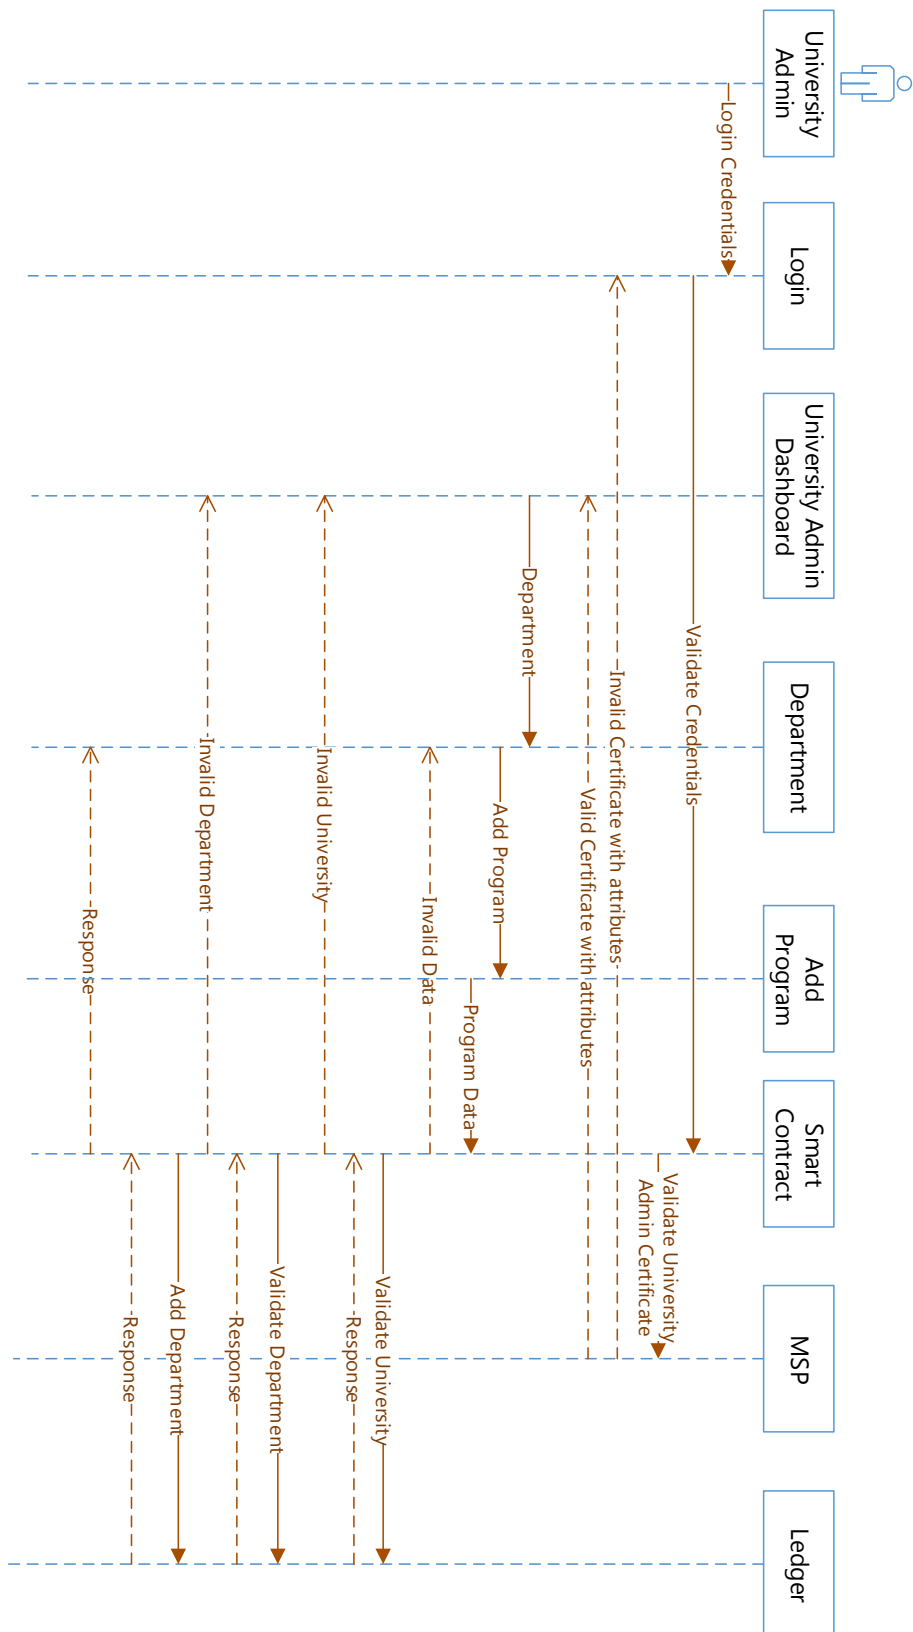 University
Admin
Login
University Admin
Dashboard
Department
Add
Program
Smart
Contract
MSP
Ledger
Login Credentials
Validate Credentials
Validate University
Admin Certificate
Invalid Certificate with attributes
Valid Certificate with attributes
Department
Add Program
Program Data
Invalid Data
Validate University
Response
Invalid University
Validate Department
Response
Invalid Department
Add Department
Response
Response